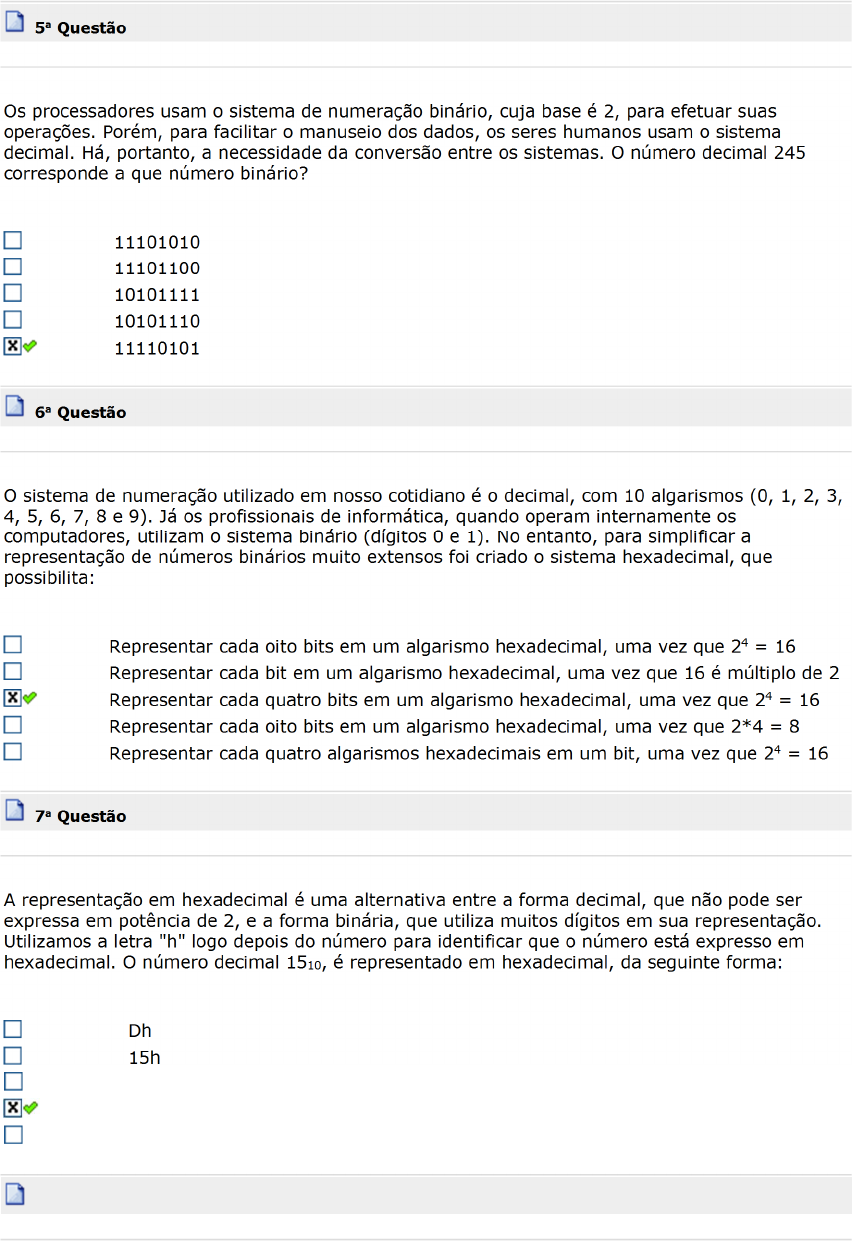 5ª Questão
Os processadores usam o sistema de numeração binário, cuja base é 2, para efetuar suas
operações. Porém, para facilitar o manuseio dos dados, os seres humanos usam o sistema
decimal. Há, portanto, a necessidade da conversão entre os sistemas. O número decimal 245
corresponde a que número binário?
11101010
11101100
10101111
10101110
11110101
6ª Questão
O sistema de numeração utilizado em nosso cotidiano é o decimal, com 10 algarismos (0, 1, 2, 3,
4, 5, 6, 7, 8 e 9). Já os profissionais de informática, quando operam internamente os
computadores, utilizam o sistema binário (dígitos 0 e 1). No entanto, para simplificar a
representação de números binários muito extensos foi criado o sistema hexadecimal, que
possibilita:
Representar cada oito bits em um algarismo hexadecimal, uma vez que 2⁴ = 16
Representar cada bit em um algarismo hexadecimal, uma vez que 16 é múltiplo de 2
Representar cada quatro bits em um algarismo hexadecimal, uma vez que 2⁴ = 16
Representar cada oito bits em um algarismo hexadecimal, uma vez que 2*4 = 8
Representar cada quatro algarismos hexadecimais em um bit, uma vez que 2⁴ = 16
7ª Questão
A representação em hexadecimal é uma alternativa entre a forma decimal, que não pode ser
expressa em potência de 2, e a forma binária, que utiliza muitos dígitos em sua representação.
Utilizamos a letra "h" logo depois do número para identificar que o número está expresso em
hexadecimal. O número decimal 15₁₀, é representado em hexadecimal, da seguinte forma:
Dh
15h